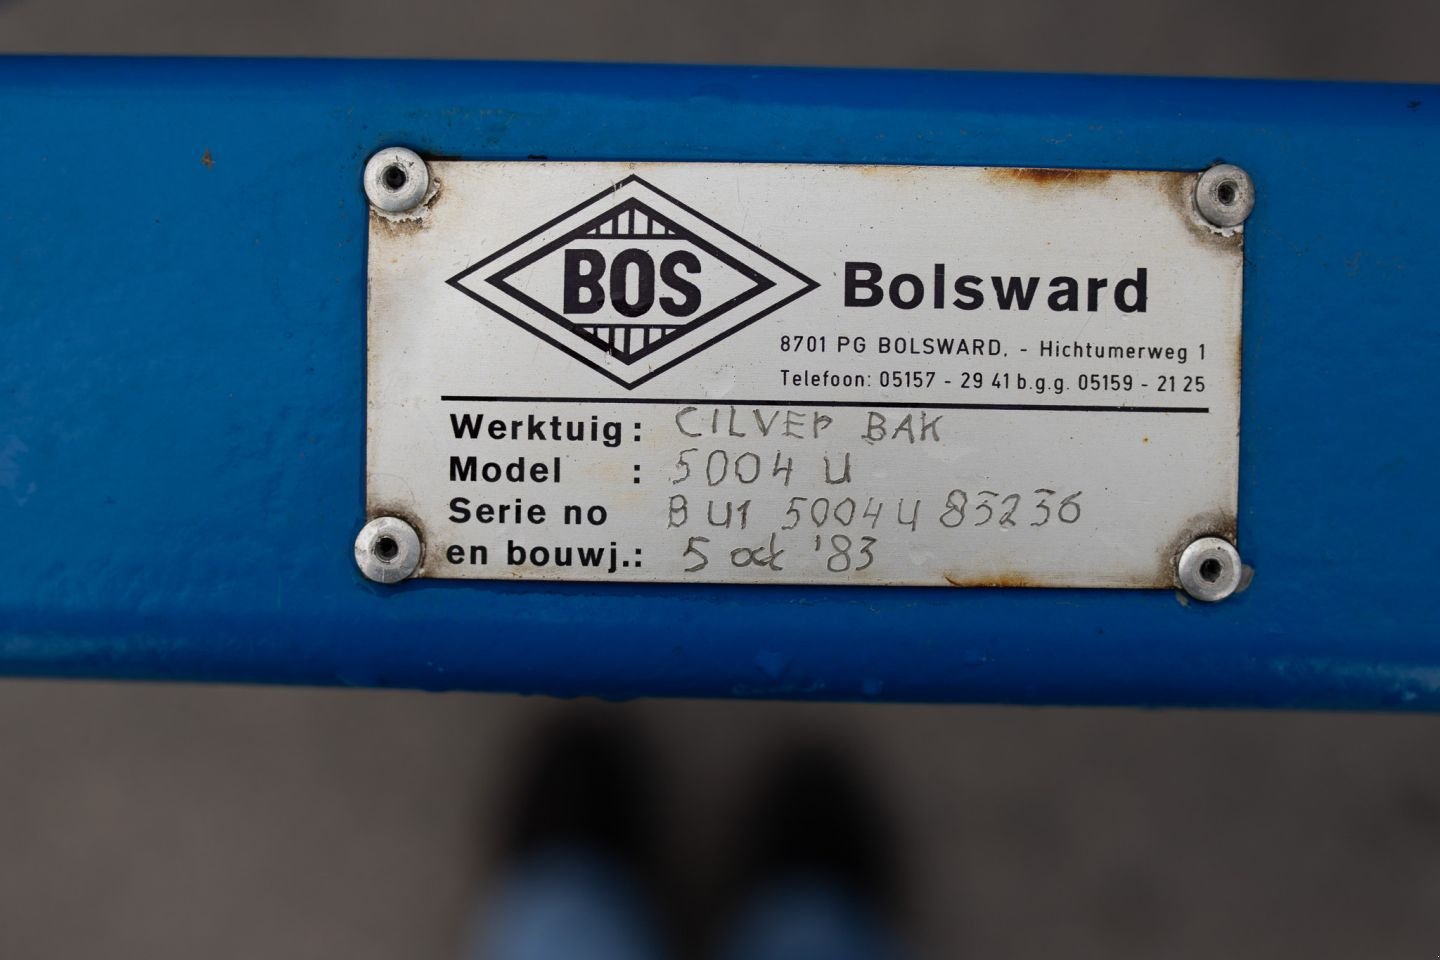 BOS
Bolsward
8701 PG BOLSWARD. - Hichtumerweg 1
Telefoon: 05157 - 29 41 b.g.g. 05159 - 21 25
Werktuig: CILVER BAK
Model : 5004 U
Serie no B U1 5004 U 83236
en bouwj.: 5 oct '83